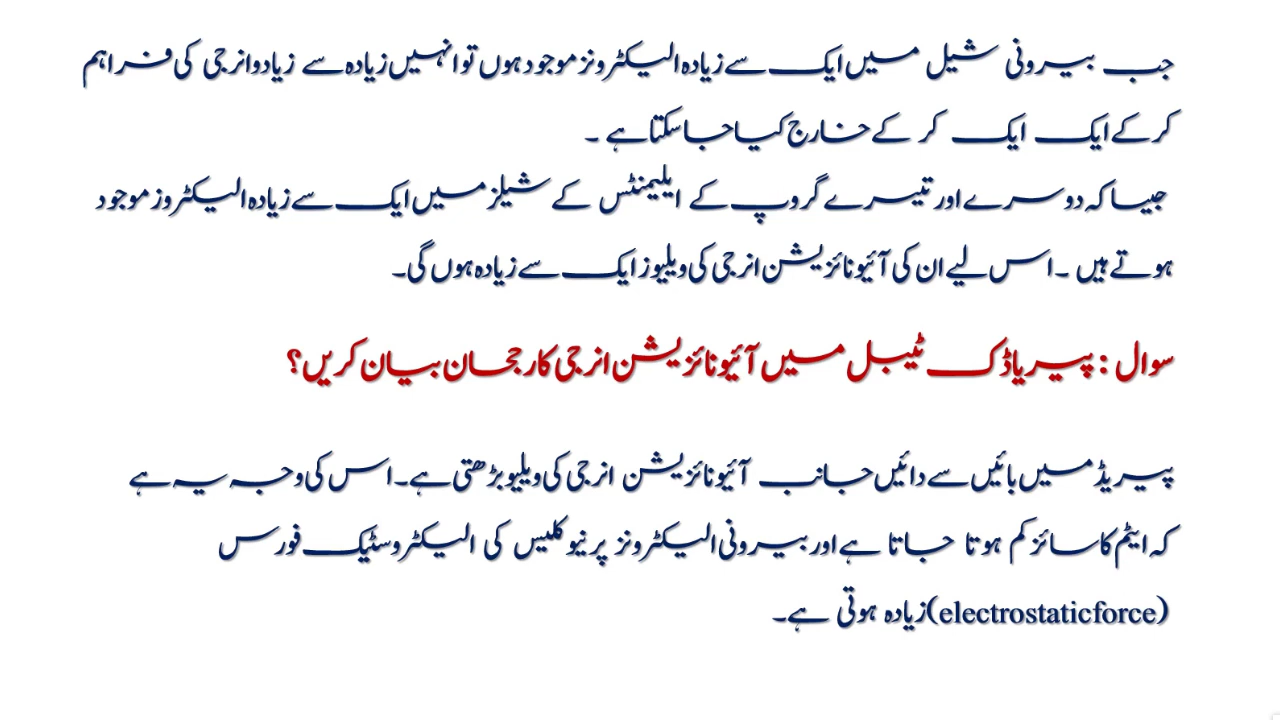 جب بیرونی شیل میں ایک سے زیادہ الیکٹرونز موجود ہوں تو انہیں زیادہ سے زیادو انرجی کی فراہم
کر کے ایک ایک کر کے خارج کیا جا سکتا ہے ۔
جیسا کہ دوسرے اور تیسرے گروپ کے ایلیمنٹس کے شیلز میں ایک سے زیادہ الیکٹروز موجود
ہوتے ہیں ۔ اس لیے ان کی آئیونائزیشن انرجی کی ویلیوز ایک سے زیادہ ہوں گی۔
سوال : پیریاڈک ٹیبل میں آئیونائزیشن انرجی کا رجحان بیان کریں؟
پیریڈ میں بائیں سے دائیں جانب آئیونائزیشن انرجی کی ویلیو بڑھتی ہے۔ اس کی وجہ یہ ہے
کہ ایٹم کا سائز کم ہوتا جاتا ہے اور بیرونی الیکٹرونز پر نیوکلیس کی الیکٹروسٹیک فورس
(electrostaticforce) زیادہ ہوتی ہے۔